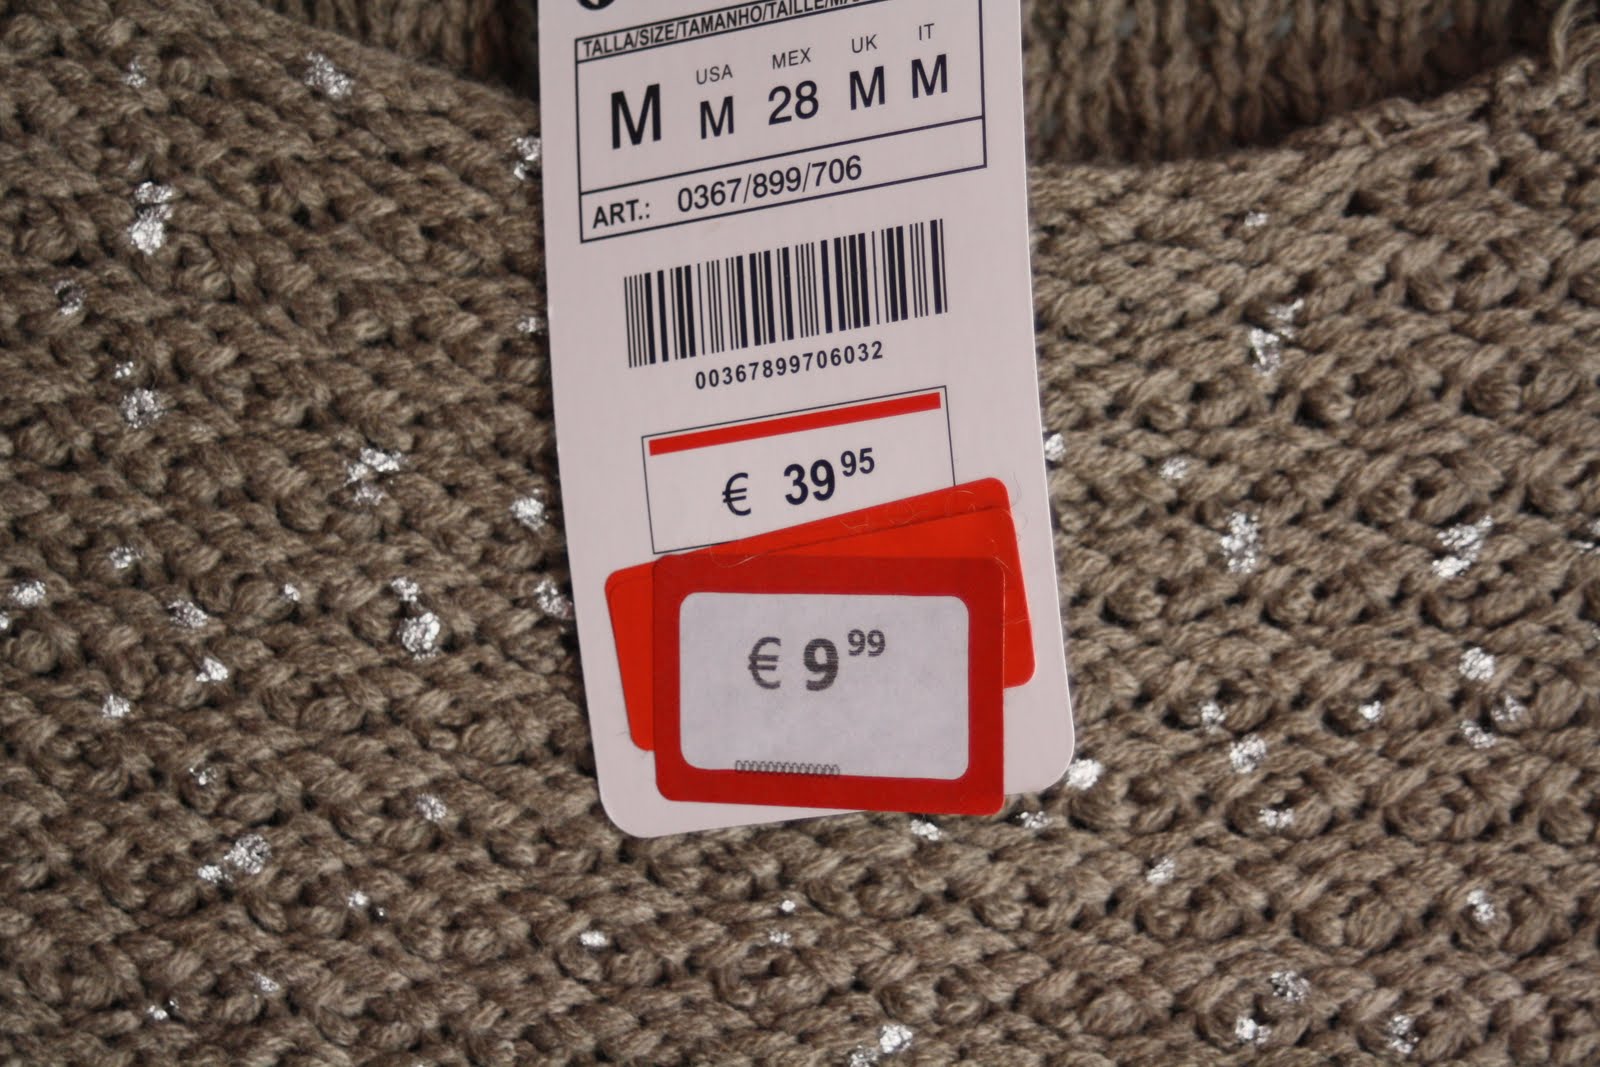 TALLA/SIZE/TAMANHO/TAILLE/
USA MEX UK IT
M M 28 M M
ART.: 0367/899/706
00367899706032
€ 39 95
€ 9 99